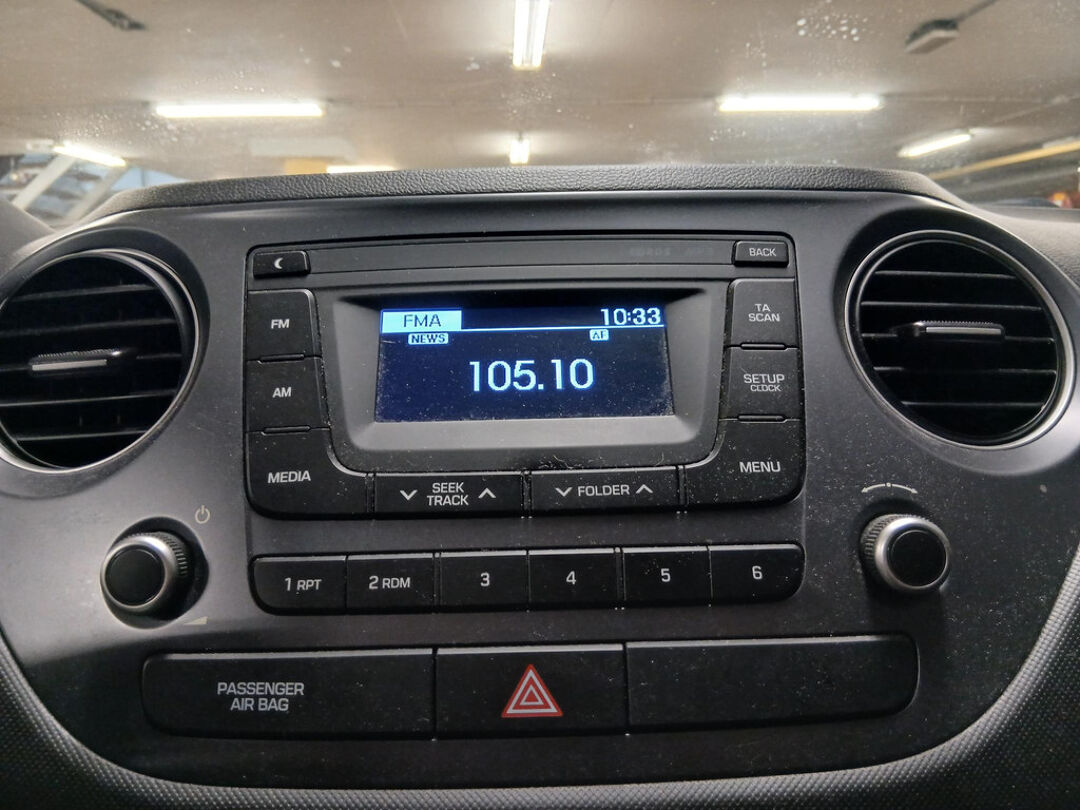 BACK
FM
FMA
10:33
TA
SCAN
NEWS
AF
105.10
AM
SETUP
CLOCK
MEDIA
SEEK
TRACK
FOLDER
MENU
1 RPT
2 RDM
3
4
5
6
PASSENGER
AIR BAG